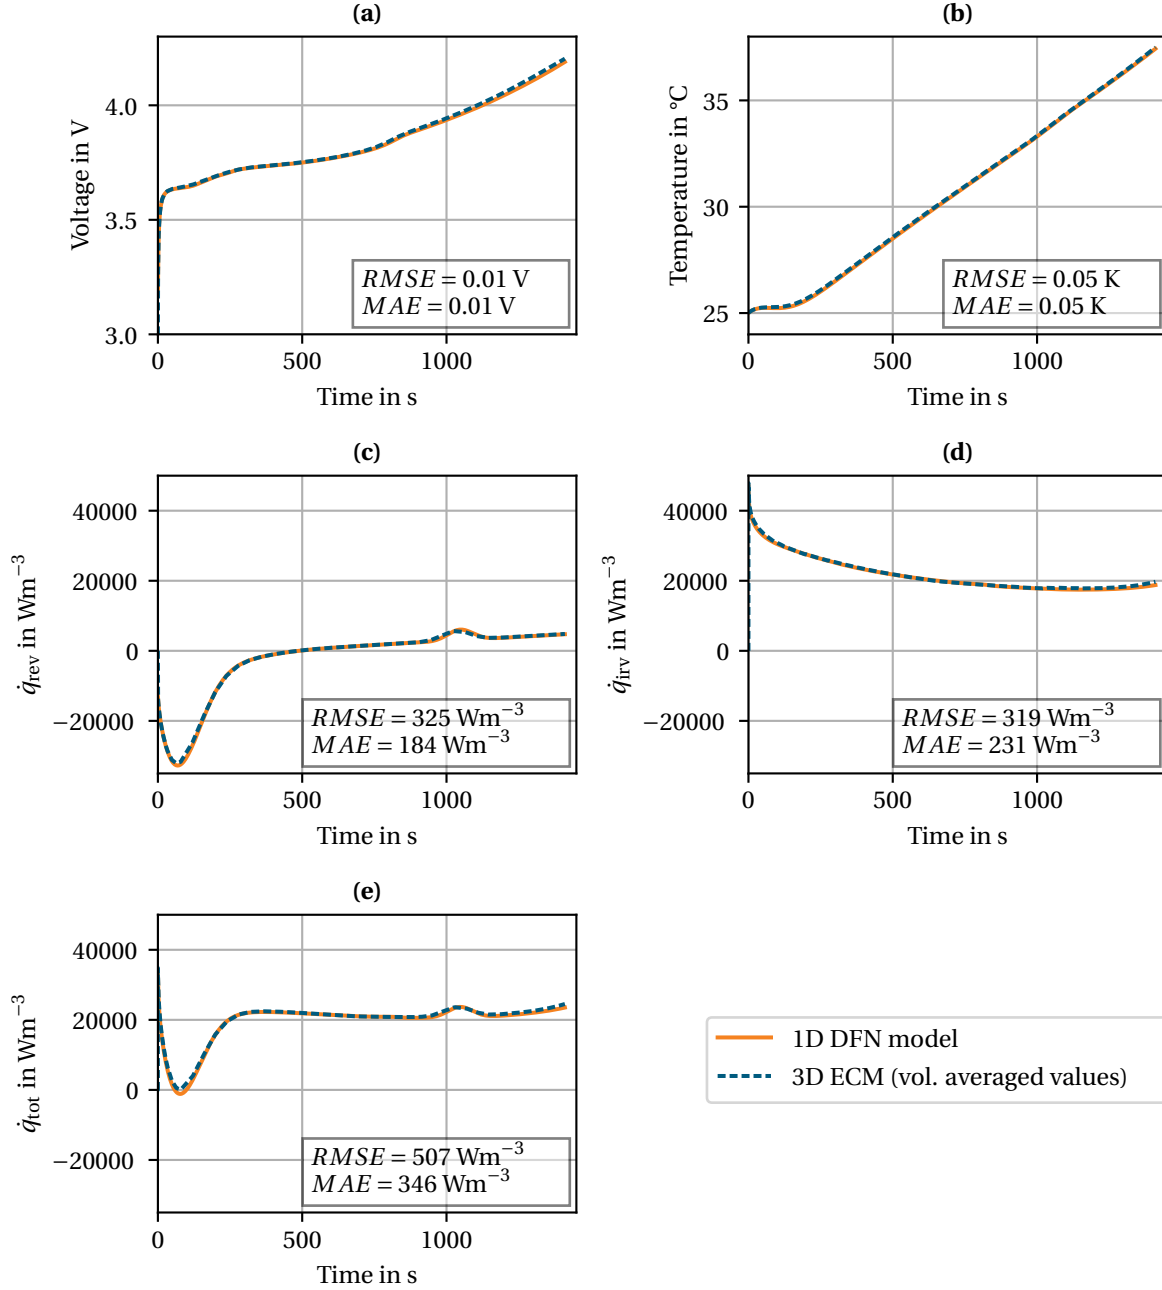 (a)
Voltage in V
4.0
3.5
3.0
RMSE = 0.01 V
MAE = 0.01 V
0 500 1000
Time in s
(b)
Temperature in °C
35
30
25
RMSE = 0.05 K
MAE = 0.05 K
0 500 1000
Time in s
(c)
q̇rev in Wm⁻³
40000
20000
0
−20000
RMSE = 325 Wm⁻³
MAE = 184 Wm⁻³
0 500 1000
Time in s
(d)
q̇irv in Wm⁻³
40000
20000
0
−20000
RMSE = 319 Wm⁻³
MAE = 231 Wm⁻³
0 500 1000
Time in s
(e)
q̇tot in Wm⁻³
40000
20000
0
−20000
RMSE = 507 Wm⁻³
MAE = 346 Wm⁻³
0 500 1000
Time in s
1D DFN model
3D ECM (vol. averaged values)